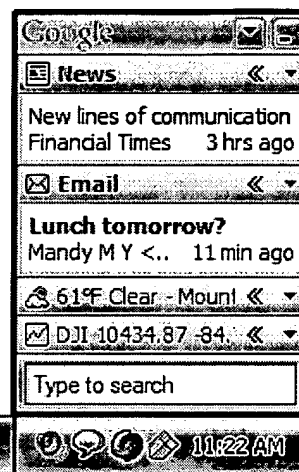 Google
News
New lines of communication
Financial Times 3 hrs ago
Email
Lunch tomorrow?
Mandy M Y <.. 11 min ago
61°F Clear - Mount
DJI 10434.87 -84.
Type to search
11:22 AM